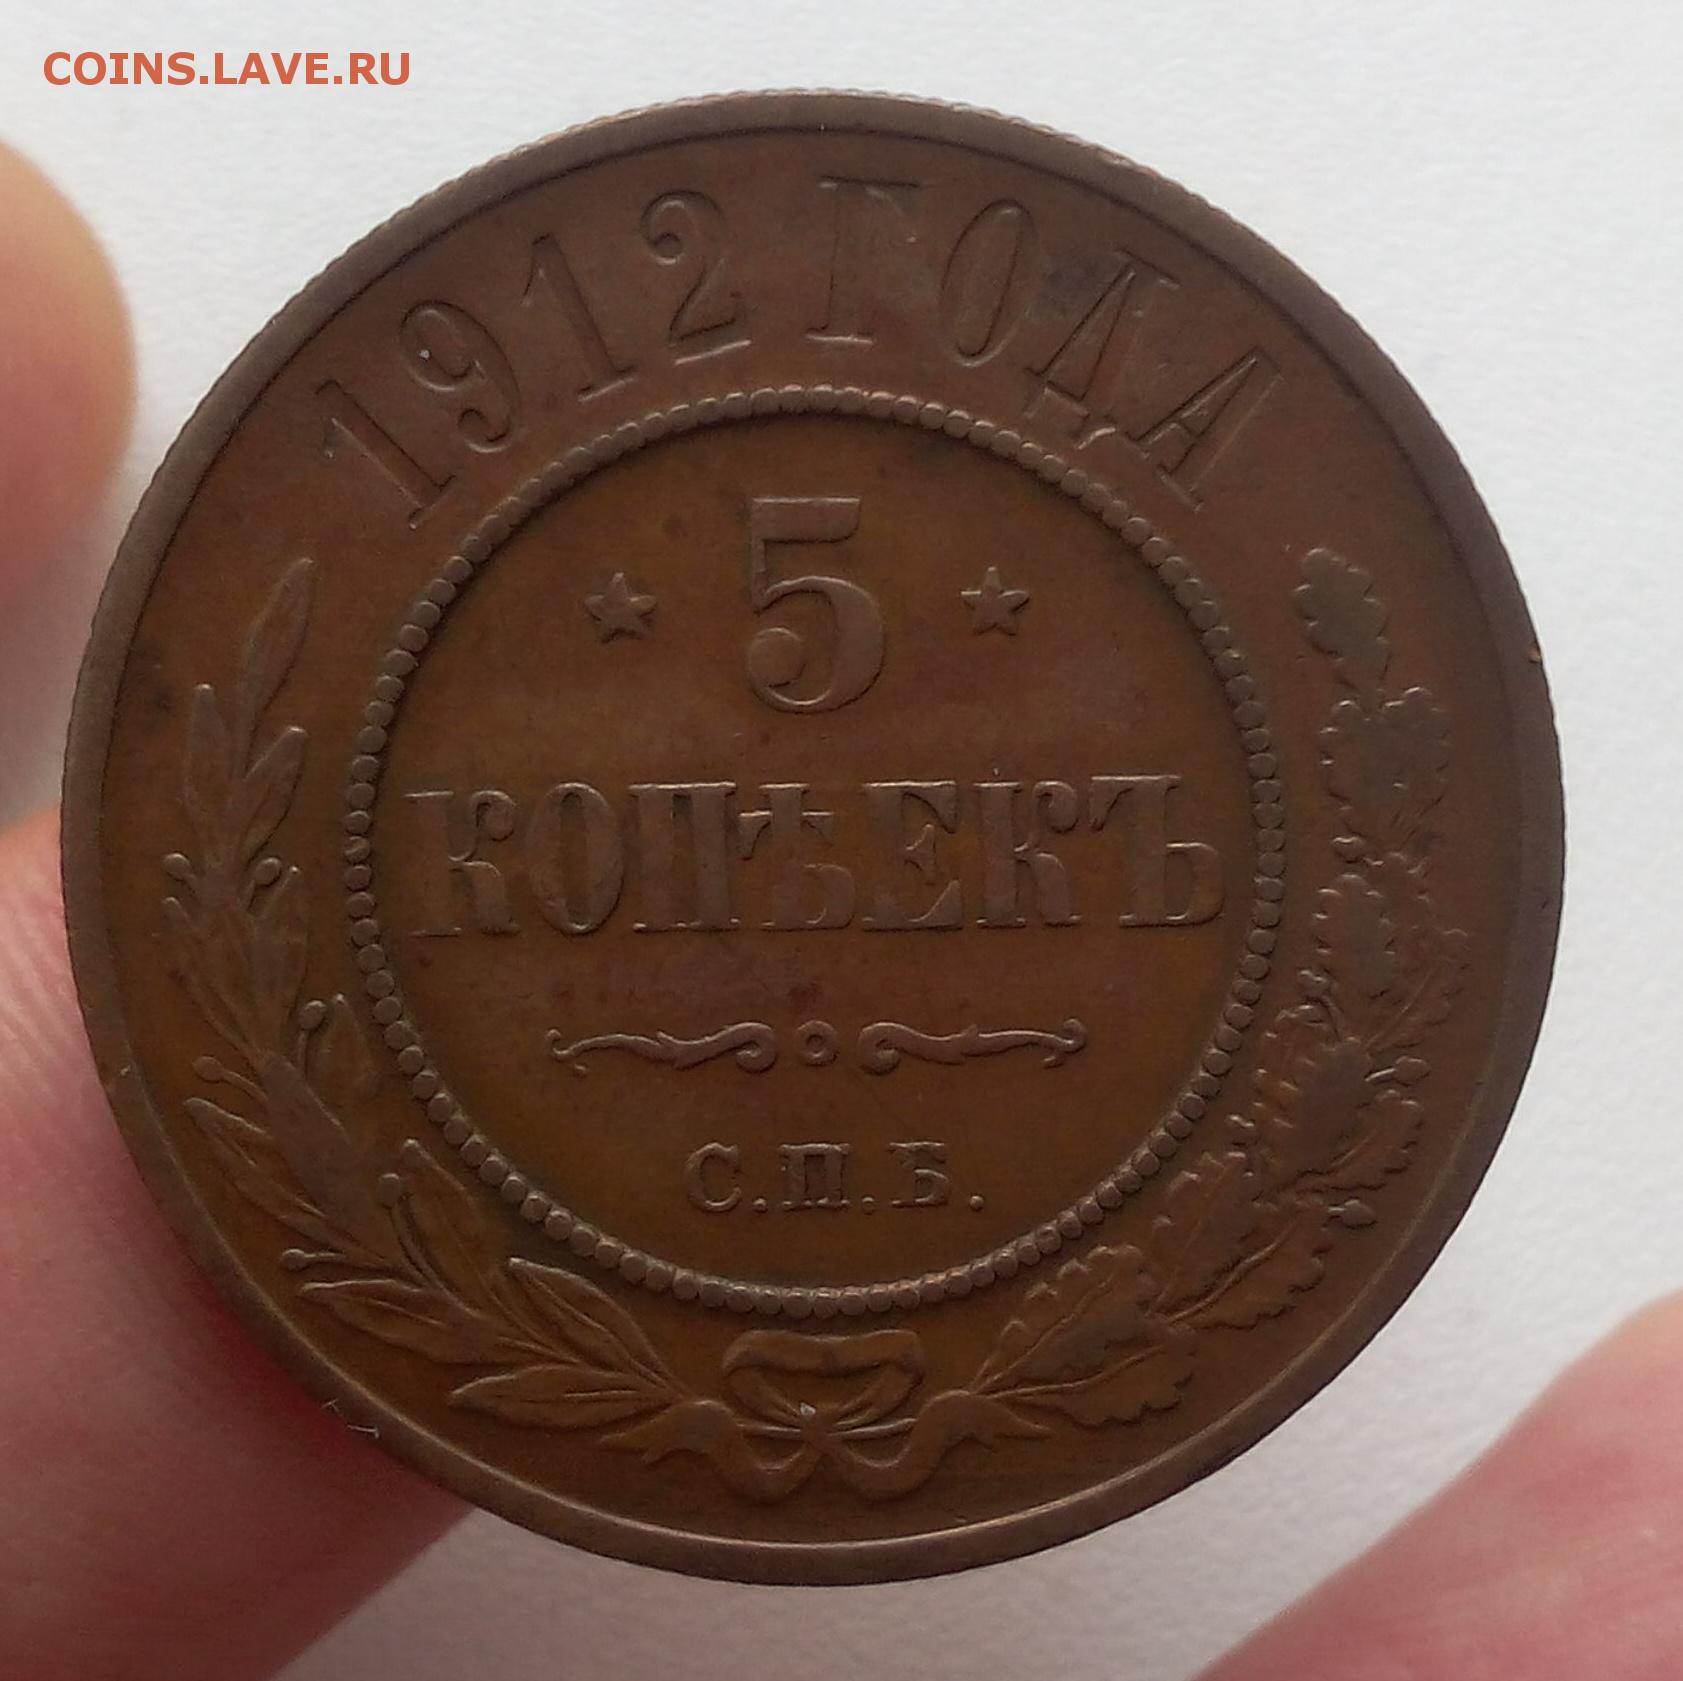 COINS.LAVE.RU
1912 ГОДА
5
КОПѢЕКЪ
С.П.Б.